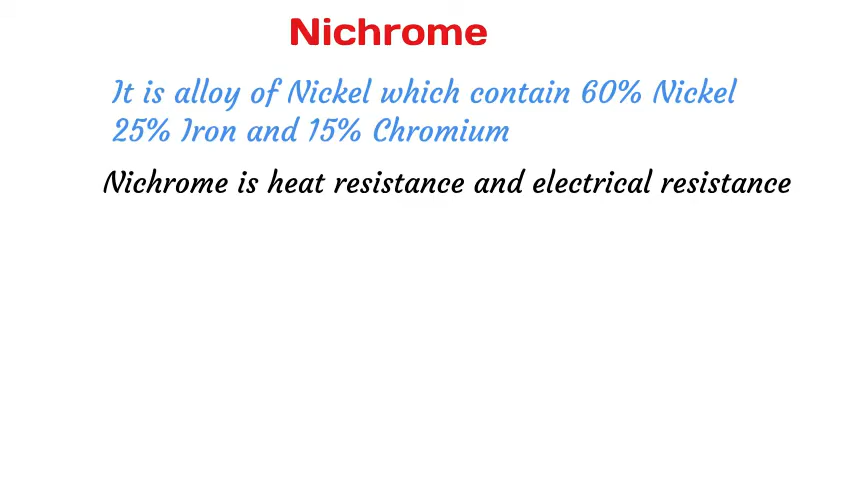 Nichrome
It is alloy of Nickel which contain 60% Nickel
25% Iron and 15% Chromium
Nichrome is heat resistance and electrical resistance